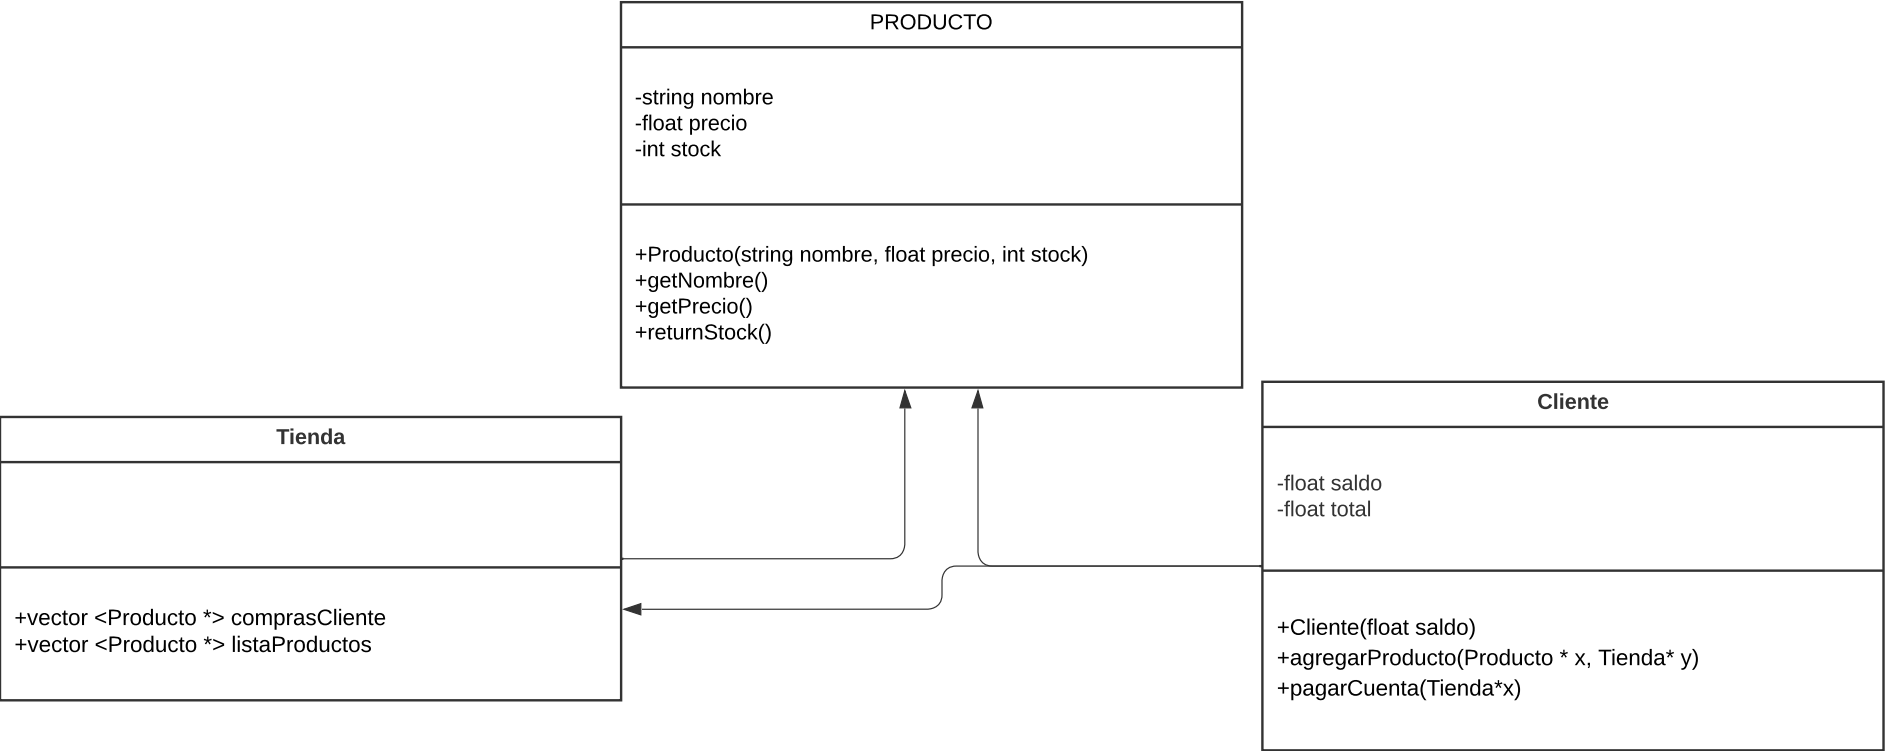 PRODUCTO
-string nombre
-float precio
-int stock
+Producto(string nombre, float precio, int stock)
+getNombre()
+getPrecio()
+returnStock()
Tienda
+vector <Producto *> comprasCliente
+vector <Producto *> listaProductos
Cliente
-float saldo
-float total
+Cliente(float saldo)
+agregarProducto(Producto * x, Tienda* y)
+pagarCuenta(Tienda*x)